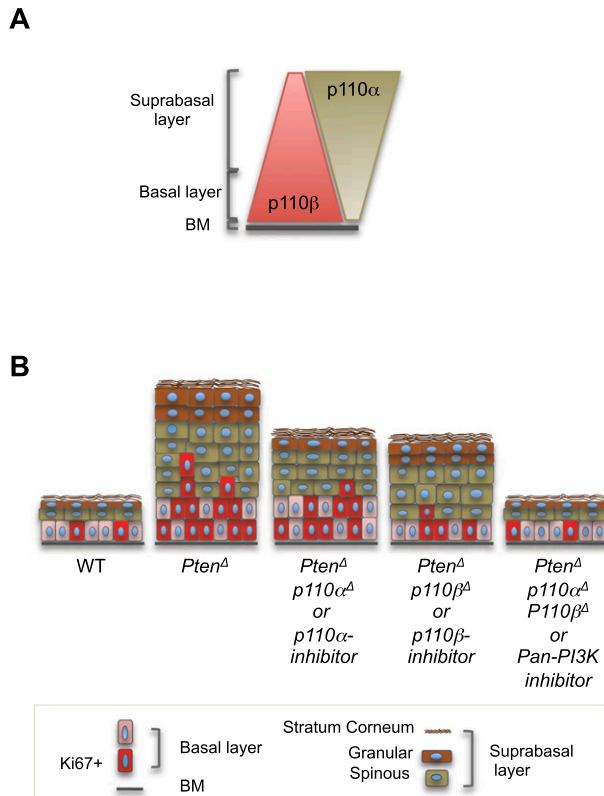 A
Suprabasal
layer
p110α
Basal layer
p110β
BM
B
WT
PtenΔ
PtenΔ
p110αΔ
or
p110α-
inhibitor
PtenΔ
p110βΔ
or
p110β-
inhibitor
PtenΔ
p110αΔ
P110βΔ
or
Pan-PI3K
inhibitor
Ki67+
Basal layer
BM
Stratum Corneum
Granular
Spinous
Suprabasal
layer